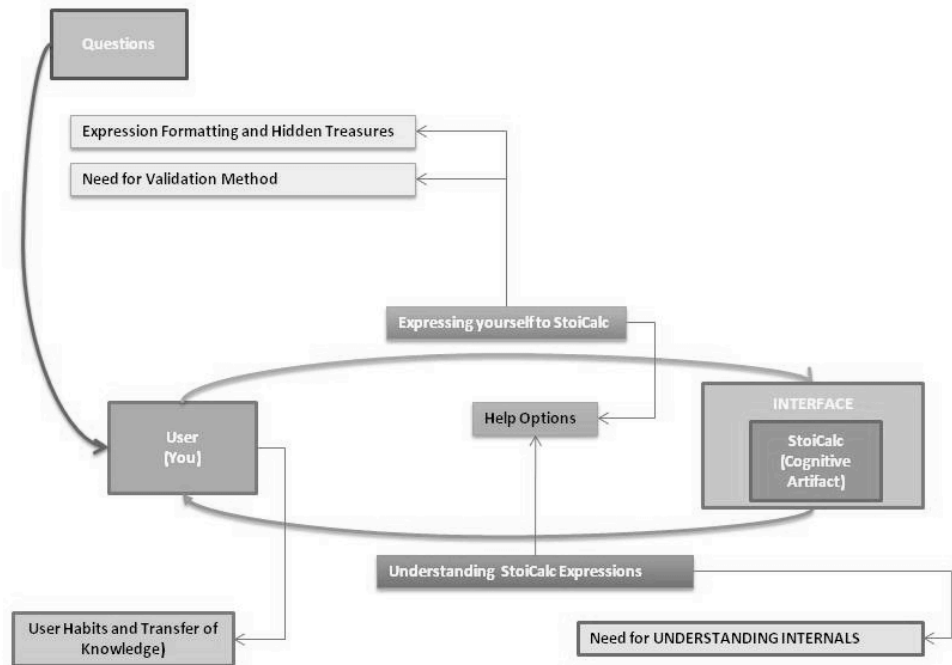 Questions
Expression Formatting and Hidden Treasures
Need for Validation Method
Expressing yourself to StoiCalc
INTERFACE
Help Options
User
(You)
StoiCalc
(Cognitive
Artifact)
Understanding StoiCalc Expressions
User Habits and Transfer of
Knowledge)
Need for UNDERSTANDING INTERNALS